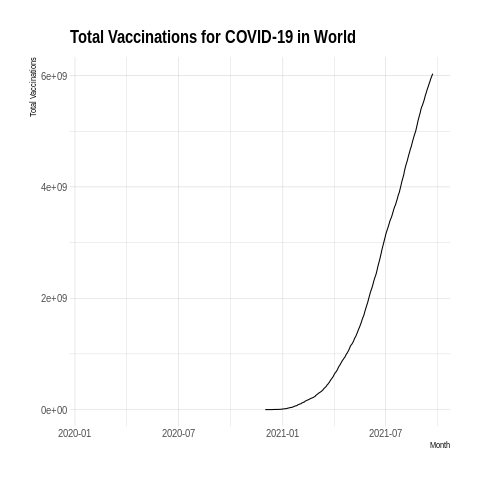 Total Vaccinations for COVID-19 in World
Total Vaccinations
6e+09
4e+09
2e+09
0e+00
2020-01 2020-07 2021-01 2021-07
Month